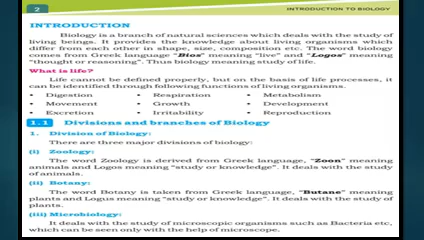 2
INTRODUCTION TO BIOLOGY
INTRODUCTION
Biology is a branch of natural sciences which deals with the study of
living beings. It provides the knowledge about living organisms which
differ from each other in shape, size, composition etc. The word biology
comes from Greek language "Bios" meaning "live" and "Logos" meaning
"thought or reasoning". Thus biology meaning study of life.
What is life?
Life cannot be defined properly, but on the basis of life processes, it
can be identified through following functions of living organisms.
• Digestion • Respiration • Metabolism
• Movement • Growth • Development
• Excretion • Irritability • Reproduction
1.1 Divisions and branches of Biology
1. Division of Biology:
There are three major divisions of biology:
(i) Zoology:
The word Zoology is derived from Greek language, "Zoon" meaning
animals and Logos meaning "study or knowledge". It deals with the study
of animals.
(ii) Botany:
The word Botany is taken from Greek language, "Butane" meaning
plants and Logus meaning "study or knowledge". It deals with the study of
plants.
(iii) Microbiology:
It deals with the study of microscopic organisms such as Bacteria etc,
which can be seen only with the help of microscope.